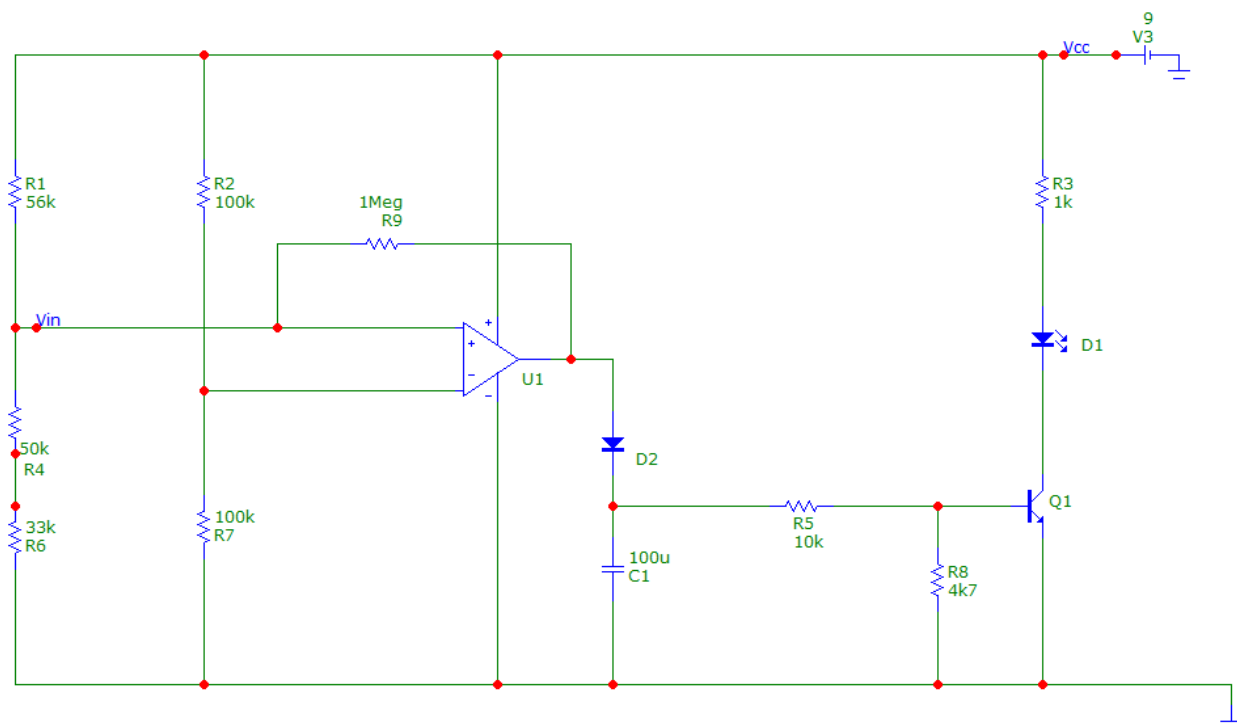 9
V3
Vcc
R1
56k
R2
100k
1Meg
R9
R3
1k
Vin
+
+
-
-
U1
D1
50k
R4
D2
33k
R6
100k
R7
R5
10k
Q1
100u
C1
R8
4k7